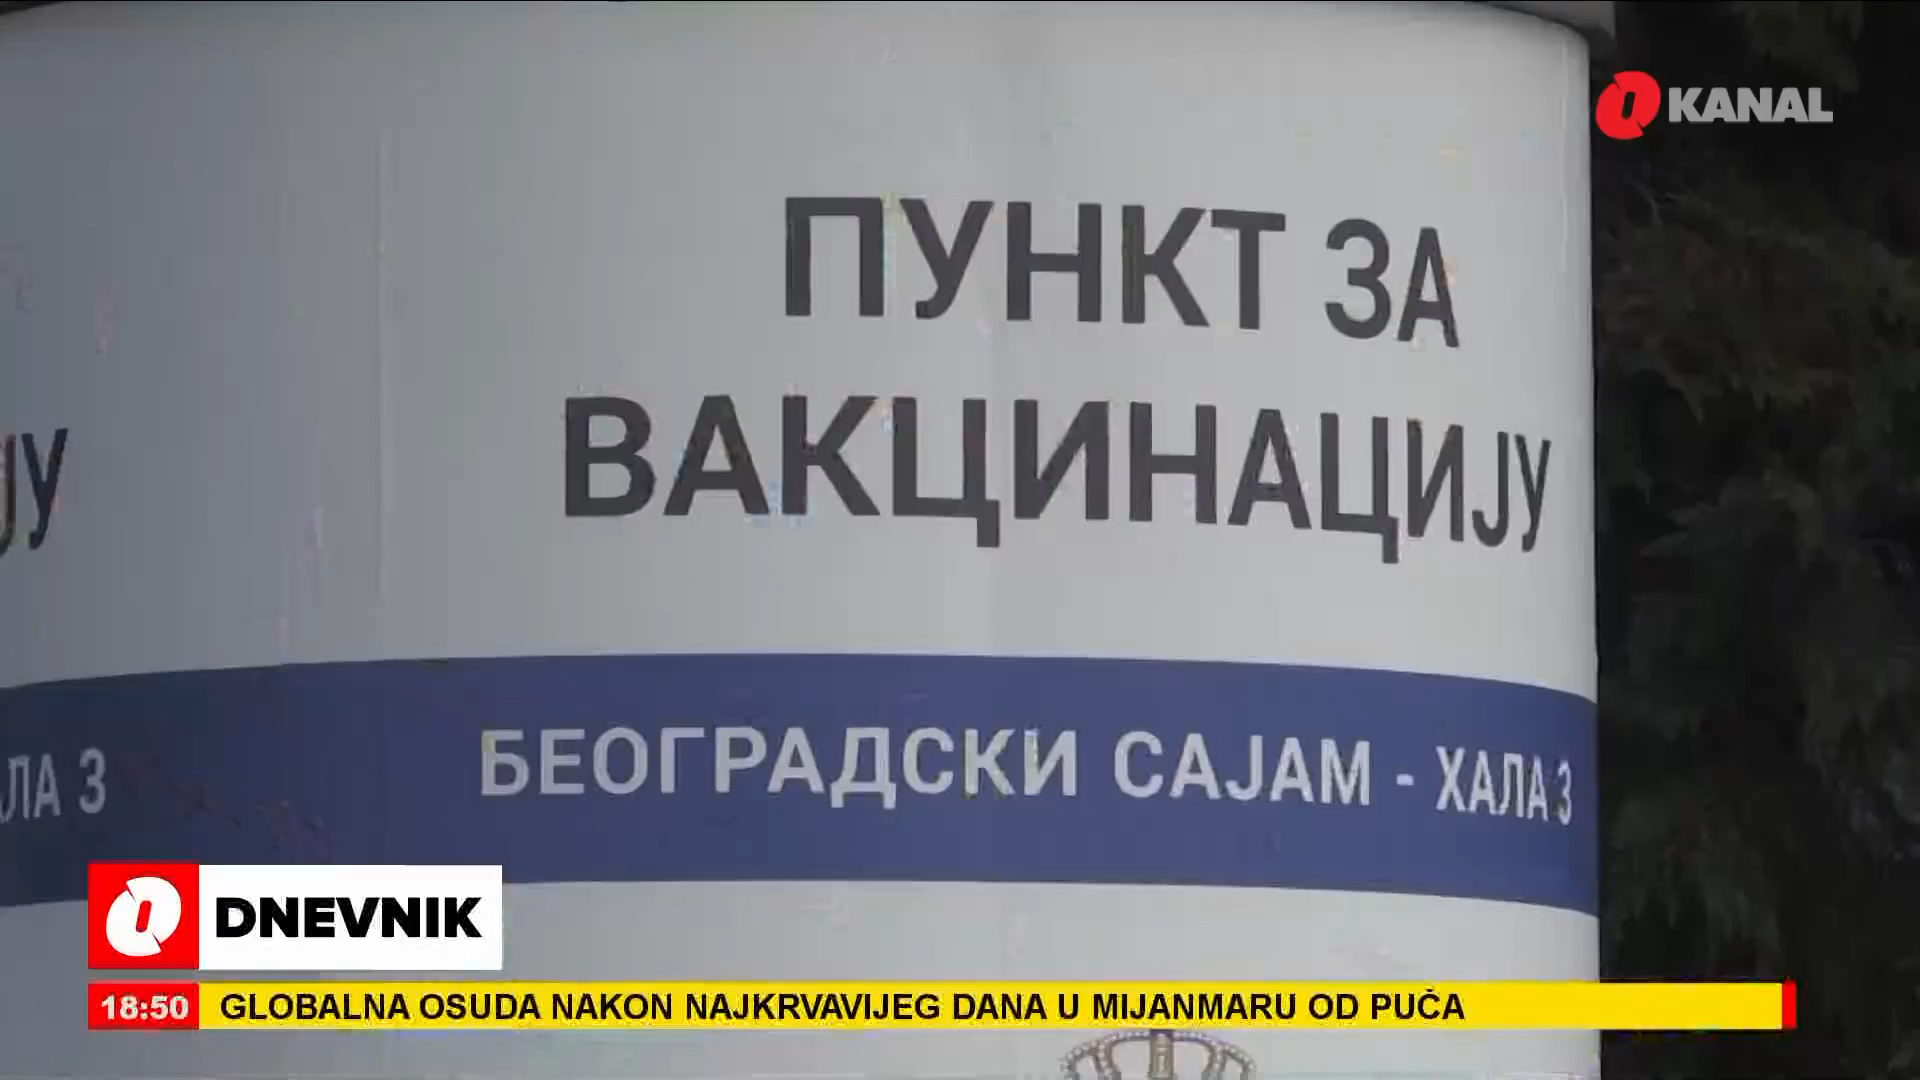 KANAL
ПУНКТ ЗА
ВАКЦИНАЦИЈУ
ЈУ
БЕОГРАДСКИ САЈАМ - ХАЛА 3
ЛА 3
DNEVNIK
18:50 GLOBALNA OSUDA NAKON NAJKRVAVIJEG DANA U MIJANMARU OD PUČA